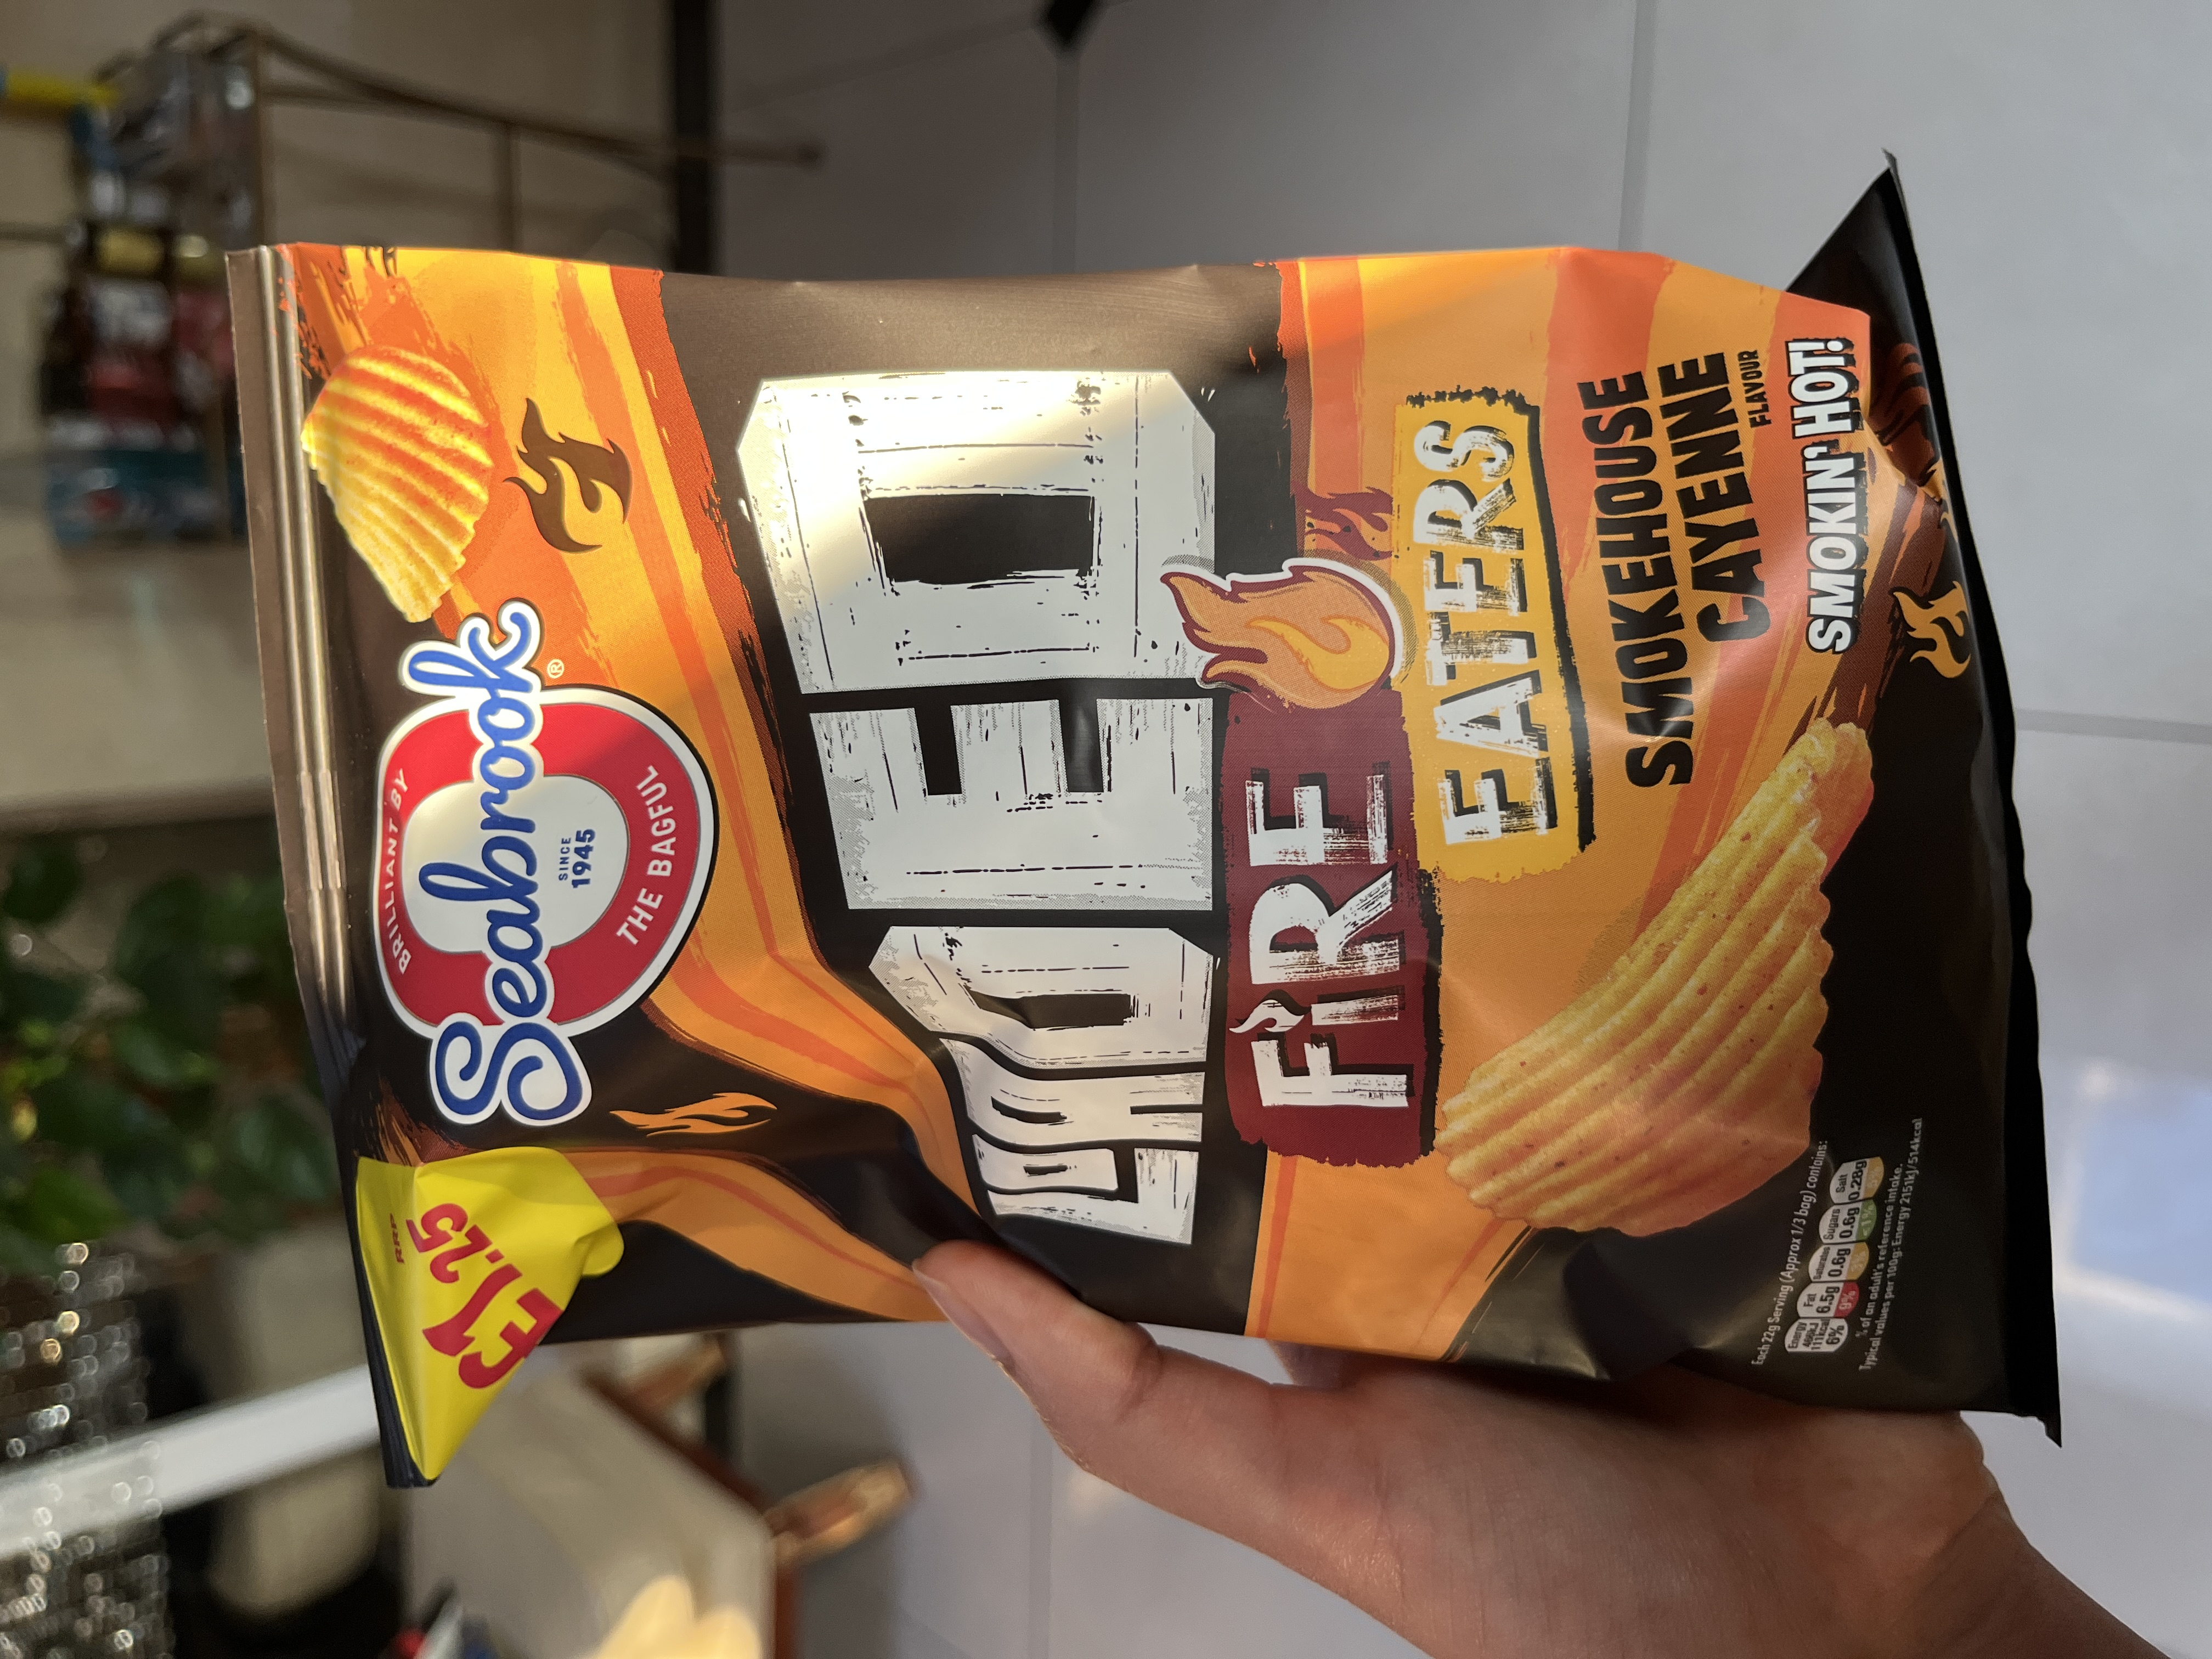 RRP
£1.25
BRILLIANT BY
Seabrook
®
SINCE
1945
THE BAGFUL
LOADED
FIRE
EATERS
SMOKEHOUSE
CAYENNE
FLAVOUR
SMOKIN' HOT!
Each 22g Serving (Approx 1/3 bag) contains:
Energy Fat Saturates Sugars Salt
111kcal 6.5g 0.6g 0.6g 0.28g
6% 9% <1%
% of an adult's reference intake.
Typical values per 100g: Energy 2151kJ/514kcal